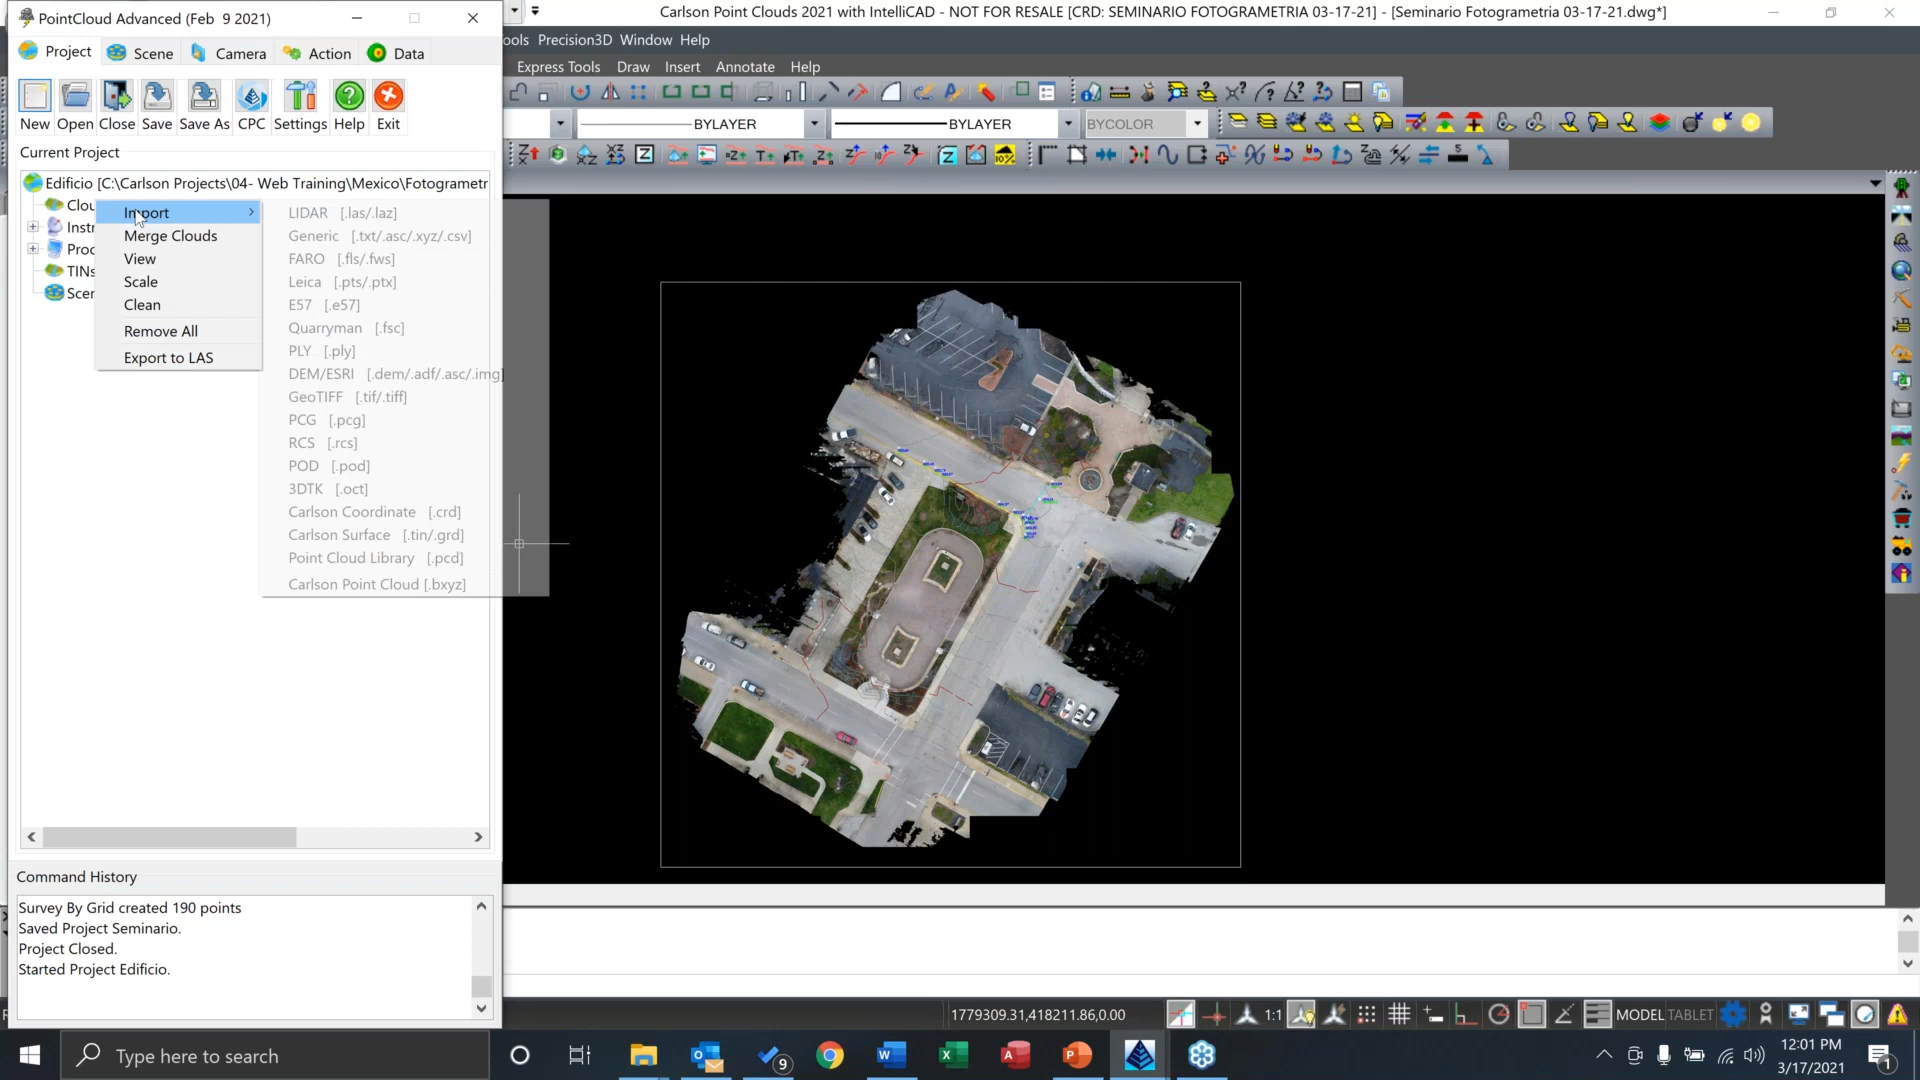 PointCloud Advanced (Feb 9 2021)
Carlson Point Clouds 2021 with IntelliCAD - NOT FOR RESALE [CRD: SEMINARIO FOTOGRAMETRIA 03-17-21] - [Seminario Fotogrametria 03-17-21.dwg*]
Project Scene Camera Action Data
ools Precision3D Window Help
Express Tools Draw Insert Annotate Help
New Open Close Save Save As CPC Settings Help Exit
BYLAYER BYLAYER BYCOLOR
Current Project
Edificio [C:\Carlson Projects\04- Web Training\Mexico\Fotogrametr
Clou
Instr
Proc
TINs
Scen
Import
Merge Clouds
View
Scale
Clean
Remove All
Export to LAS
LIDAR [.las/.laz]
Generic [.txt/.asc/.xyz/.csv]
FARO [.fls/.fws]
Leica [.pts/.ptx]
E57 [.e57]
Quarryman [.fsc]
PLY [.ply]
DEM/ESRI [.dem/.adf/.asc/.img]
GeoTIFF [.tif/.tiff]
PCG [.pcg]
RCS [.rcs]
POD [.pod]
3DTK [.oct]
Carlson Coordinate [.crd]
Carlson Surface [.tin/.grd]
Point Cloud Library [.pcd]
Carlson Point Cloud [.bxyz]
Command History
Survey By Grid created 190 points
Saved Project Seminario.
Project Closed.
Started Project Edificio.
1779309.31,418211.86,0.00 1:1 MODEL TABLET
Type here to search
9
12:01 PM
3/17/2021
1